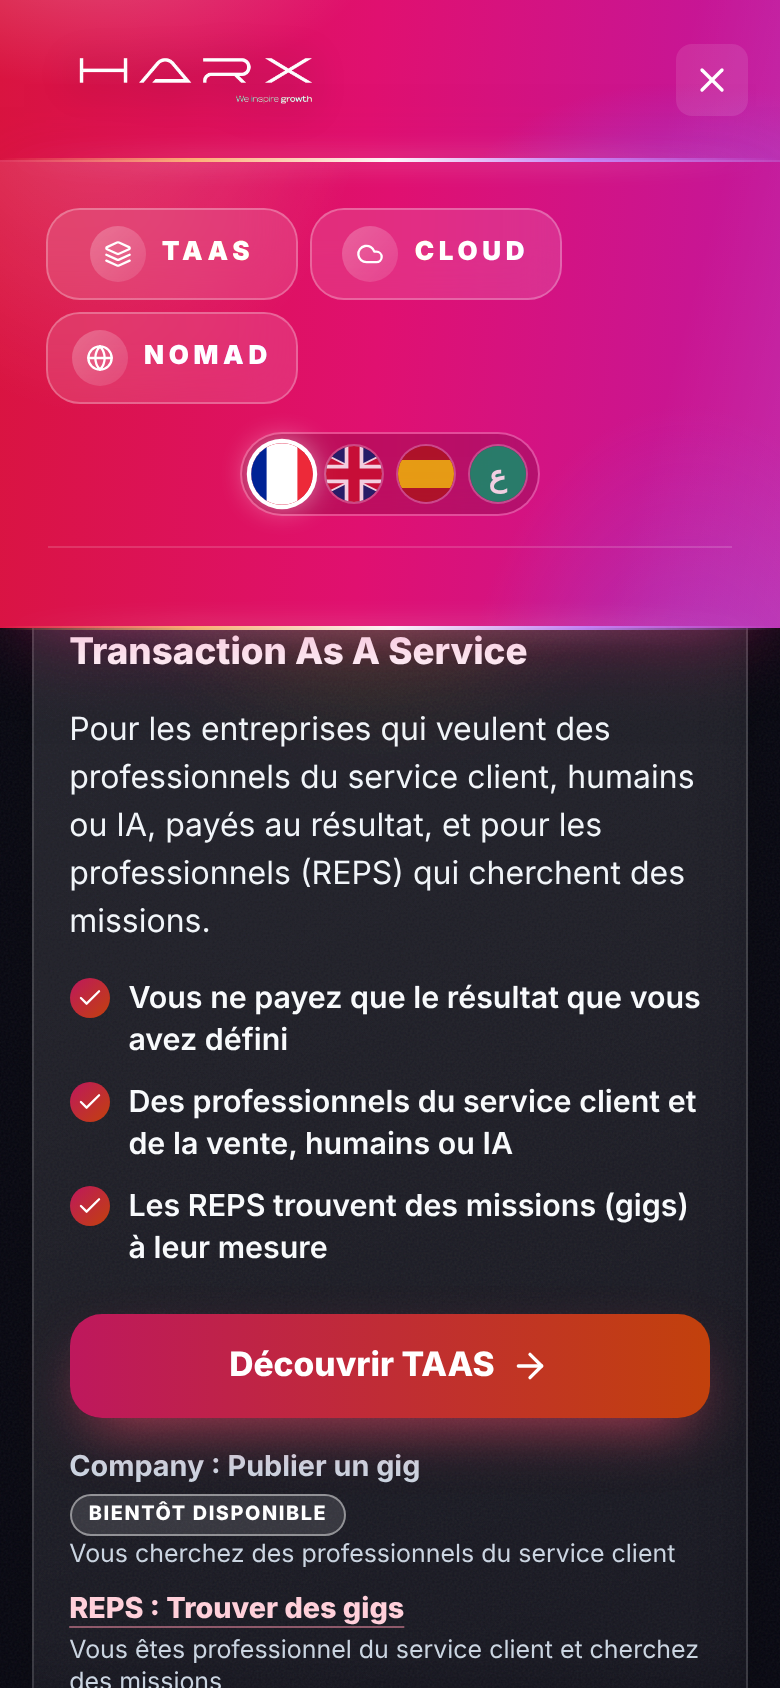 HARX
We inspire growth
TAAS
CLOUD
NOMAD
ع
Transaction As A Service
Pour les entreprises qui veulent des
professionnels du service client, humains
ou IA, payés au résultat, et pour les
professionnels (REPS) qui cherchent des
missions.
Vous ne payez que le résultat que vous
avez défini
Des professionnels du service client et
de la vente, humains ou IA
Les REPS trouvent des missions (gigs)
à leur mesure
Découvrir TAAS
Company : Publier un gig
BIENTÔT DISPONIBLE
Vous cherchez des professionnels du service client
REPS : Trouver des gigs
Vous êtes professionnel du service client et cherchez
des missions